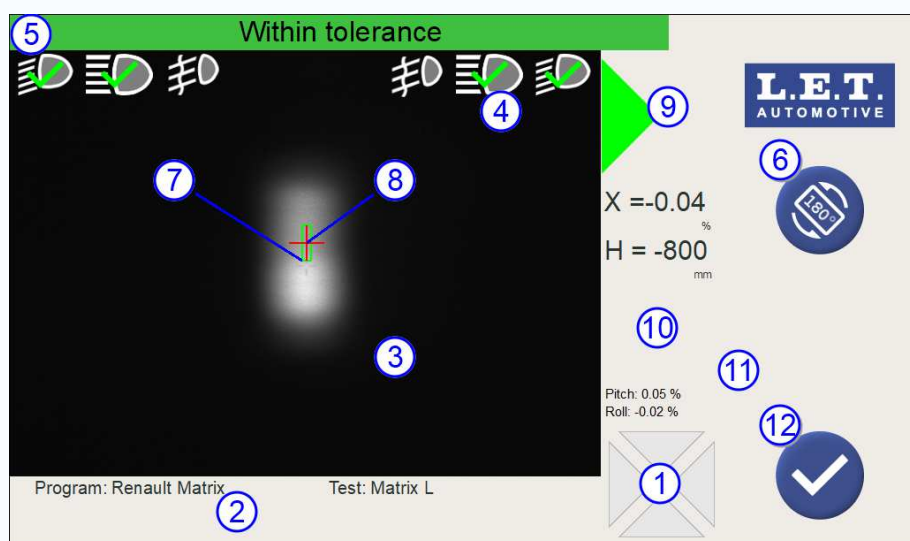 5
Within tolerance
4
9
L.E.T.
AUTOMOTIVE
7
8
6
180°
X =-0.04
%
H = -800
mm
10
3
11
Pitch: 0.05 %
Roll: -0.02 %
12
1
Program: Renault Matrix
Test: Matrix L
2